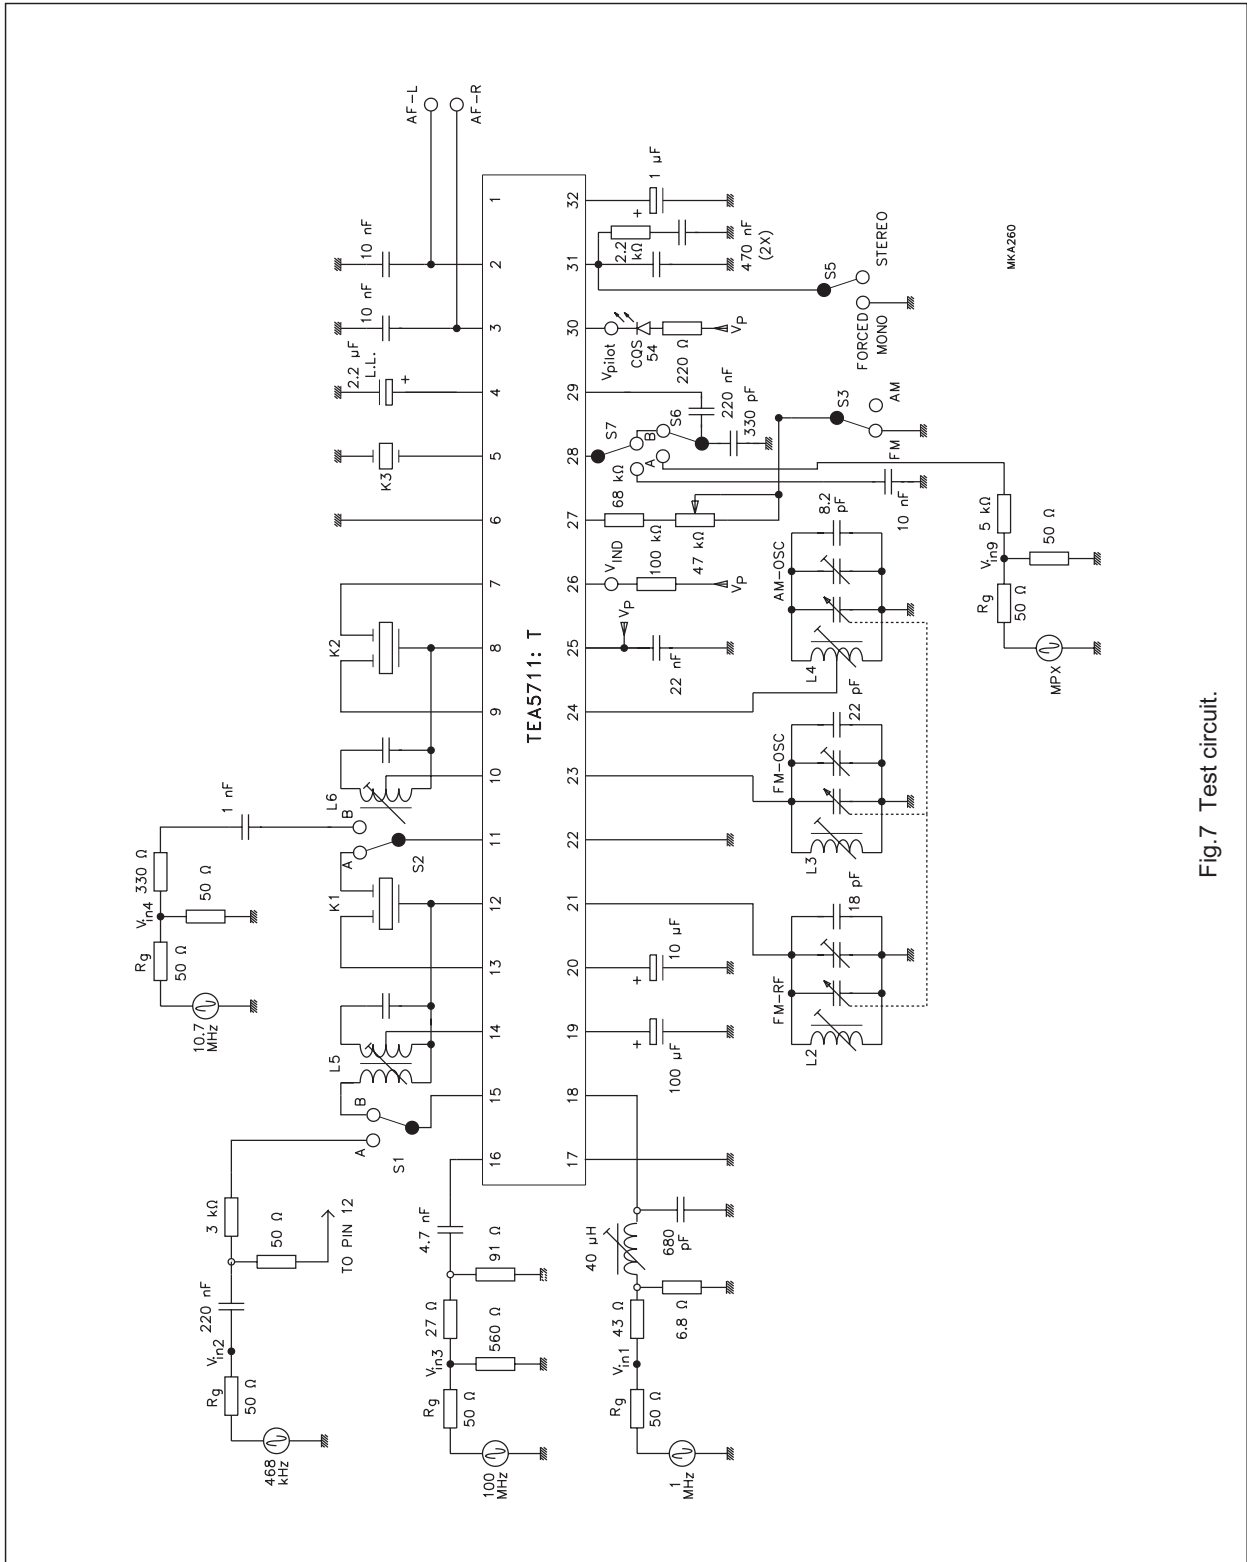 AF-L
AF-R
10 nF
10 nF
2.2 µF
L.L.
+
K3
K2
L6
B
1 nF
330 Ω
50 Ω
Vin4
Rg
50 Ω
10.7
MHz
A
S2
K1
L5
B
A
S1
3 kΩ
50 Ω
TO PIN 12
220 nF
Vin2
Rg
50 Ω
468
kHz
1
2
3
4
5
6
7
8
9
10
11
12
13
14
15
16
TEA5711: T
32
31
30
29
28
27
26
25
24
23
22
21
20
19
18
17
4.7 nF
91 Ω
27 Ω
560 Ω
Vin3
Rg
50 Ω
100
MHz
40 µH
680
pF
43 Ω
6.8 Ω
Vin1
Rg
50 Ω
1
MHz
+
1 µF
2.2
kΩ
470 nF
(2X)
S5
STEREO
FORCED
MONO
Vpilot
CQS
54
220 Ω
VP
220 nF
S6
330 pF
S7
B
A
S3
AM
FM
68 kΩ
47 kΩ
10 nF
VIND
100 kΩ
VP
VP
22 nF
AM-OSC
8.2
pF
L4
FM-OSC
22 pF
L3
FM-RF
18 pF
L2
+
10 µF
+
100 µF
5 kΩ
50 Ω
Vin9
Rg
50 Ω
MPX
MKA260
Fig.7 Test circuit.